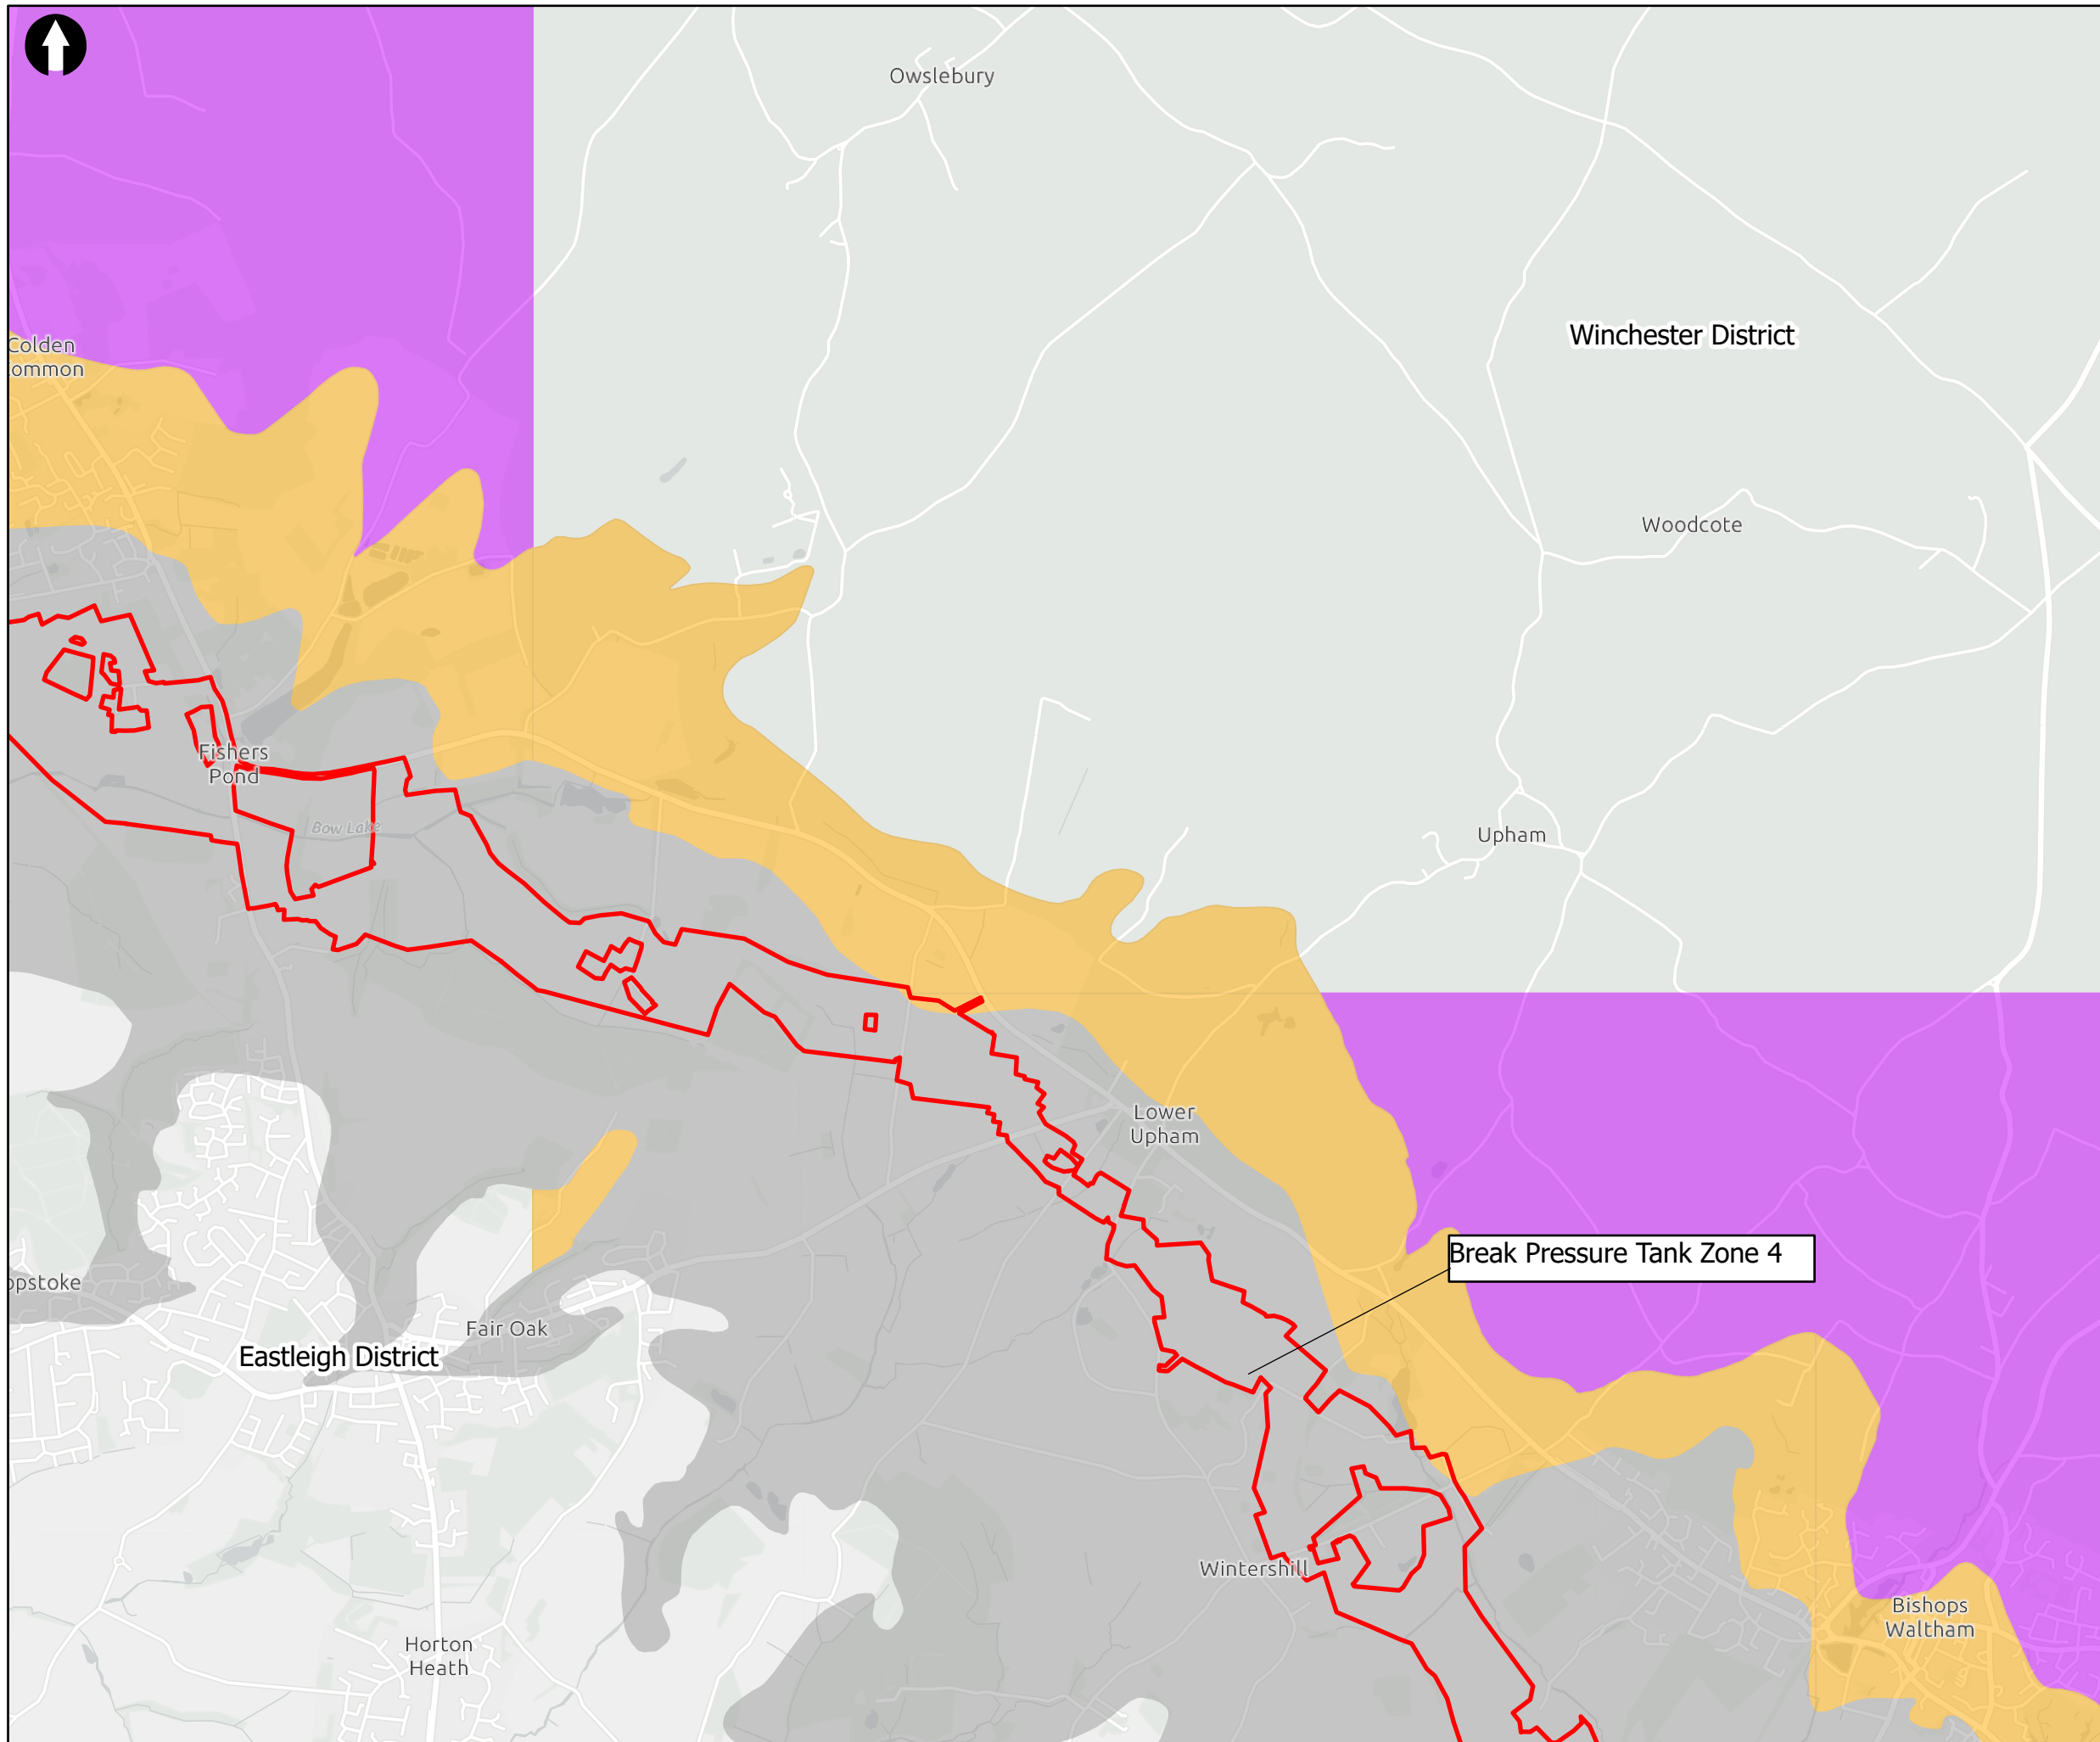 Owslebury
Winchester District
Colden
Common
Woodcote
Fishers
Pond
Bow Lake
Upham
Lower
Upham
Break Pressure Tank Zone 4
opstoke
Fair Oak
Eastleigh District
Wintershill
Bishops
Waltham
Horton
Heath